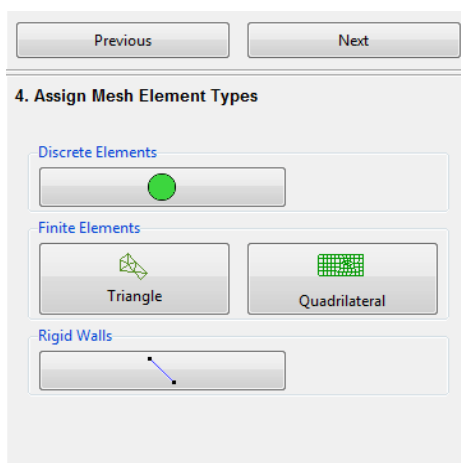 Previous Next
4. Assign Mesh Element Types
Discrete Elements
Finite Elements
Triangle Quadrilateral
Rigid Walls